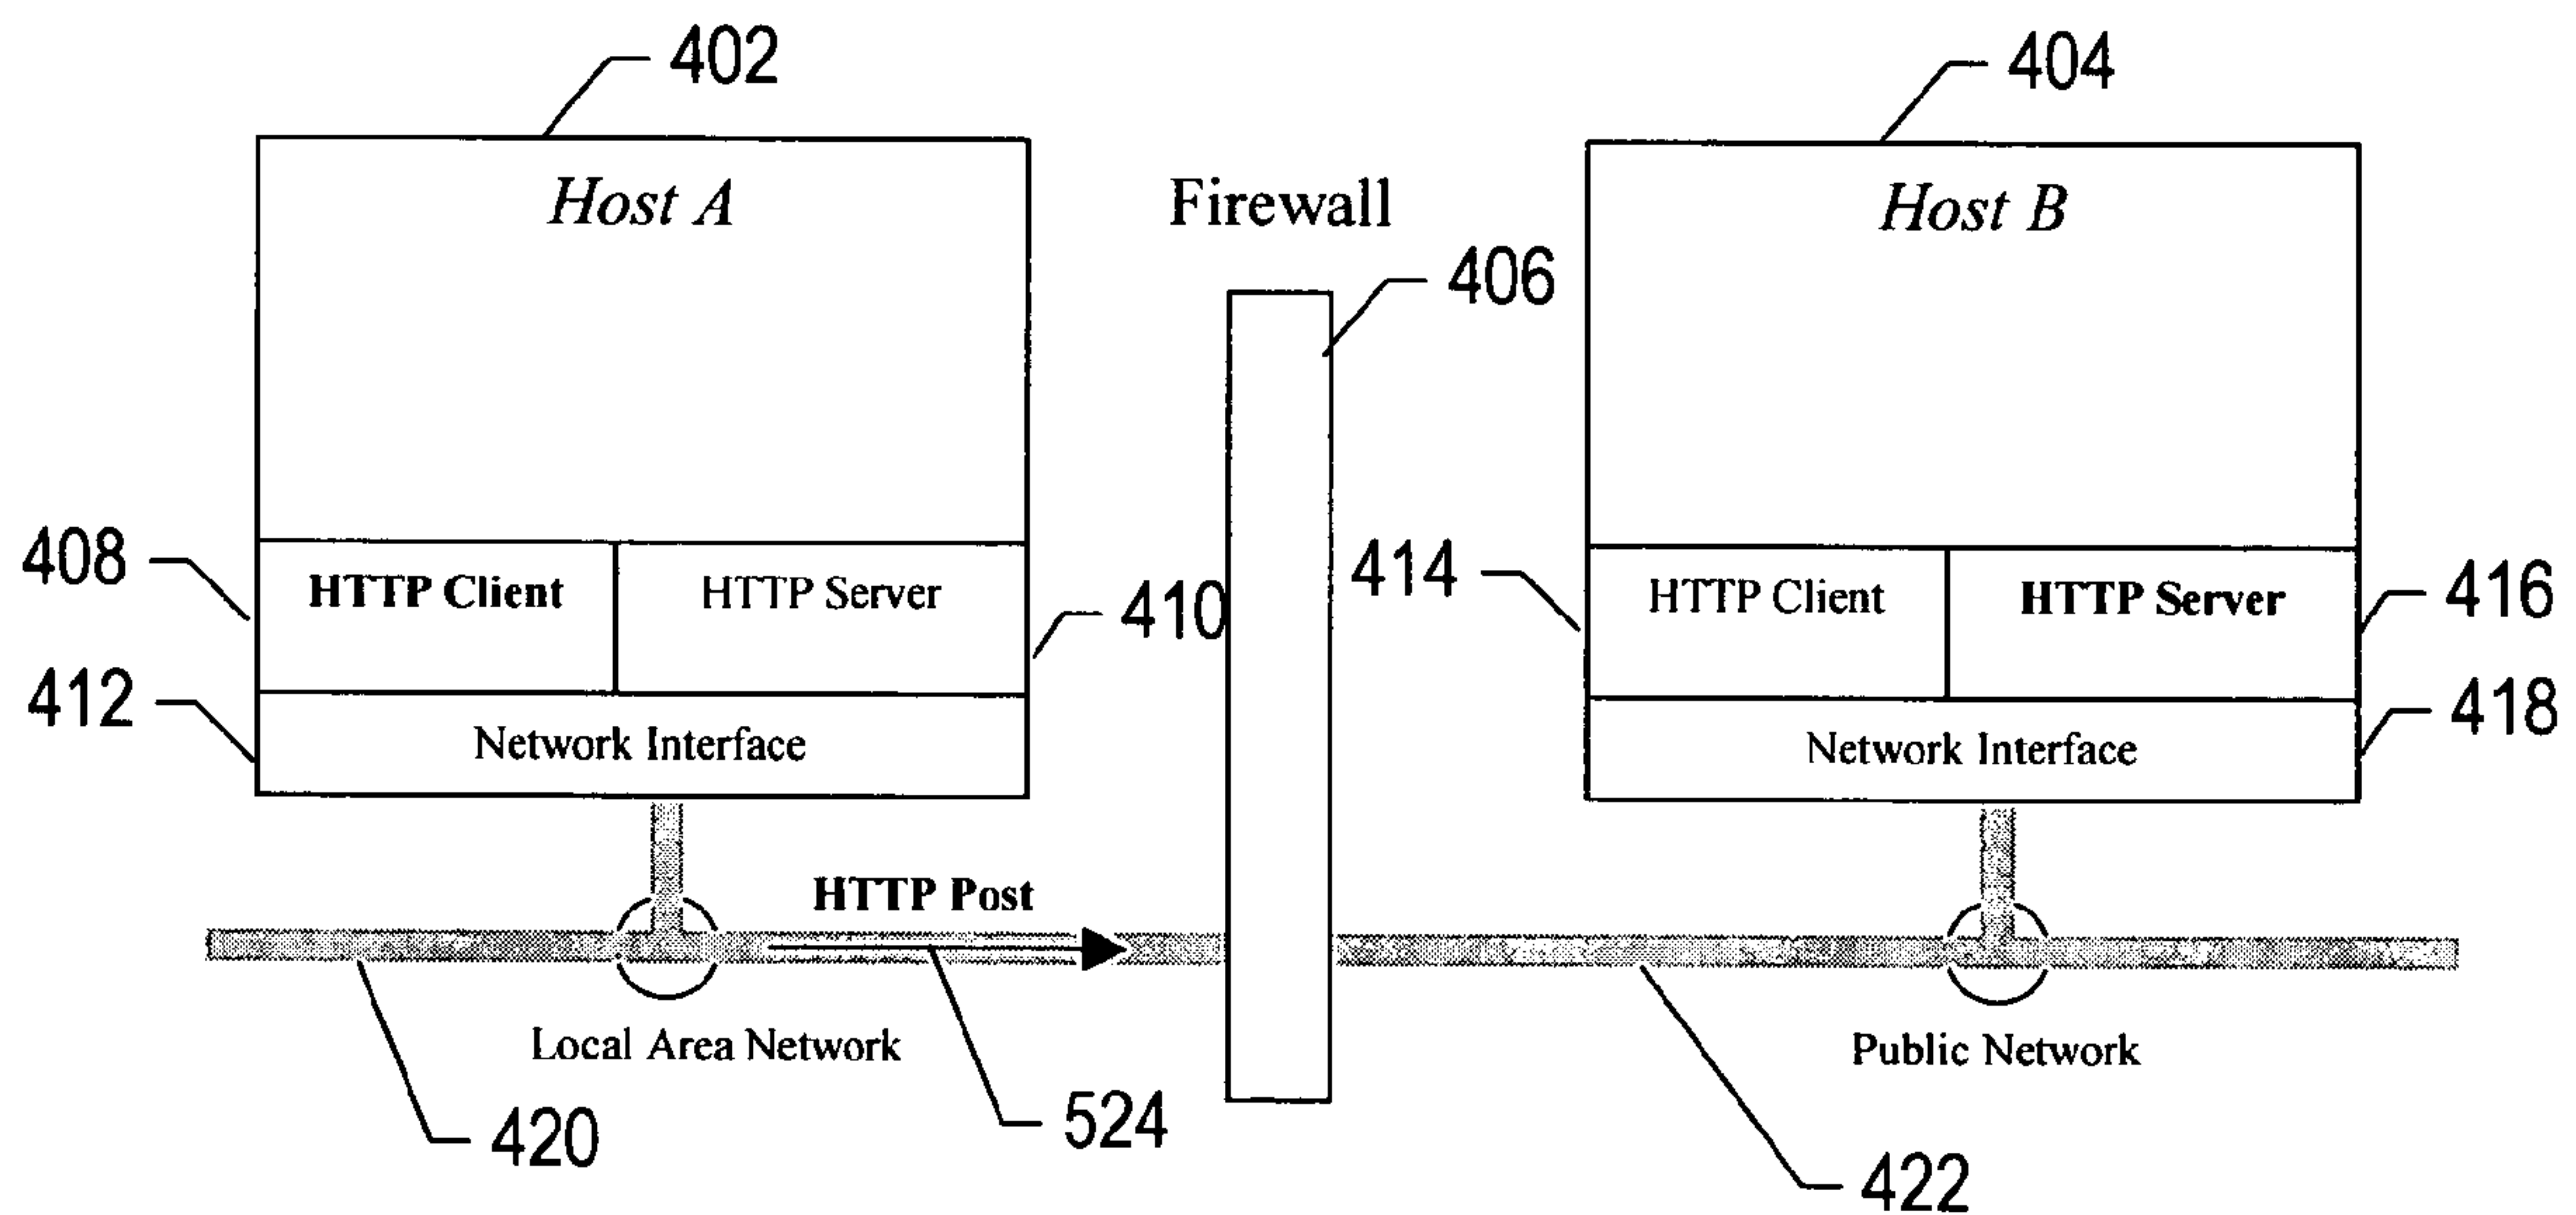 402
404
Host A
Firewall
Host B
406
408
HTTP Client
HTTP Server
410
414
HTTP Client
HTTP Server
416
412
Network Interface
Network Interface
418
HTTP Post
Local Area Network
Public Network
420
524
422